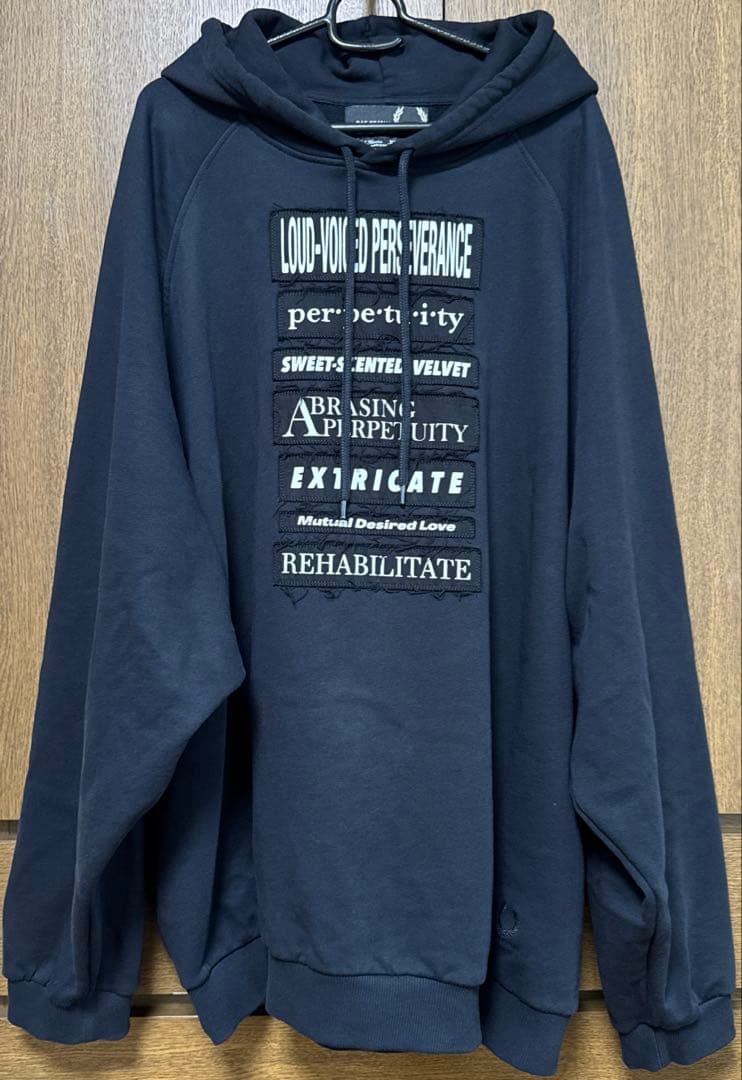 LOUD-VOICED PERSEVERANCE
per·pe·tu·i·ty
SWEET-SCENTED VELVET
ABRASING
PERPETUITY
EXTRICATE
Mutual Desired Love
REHABILITATE